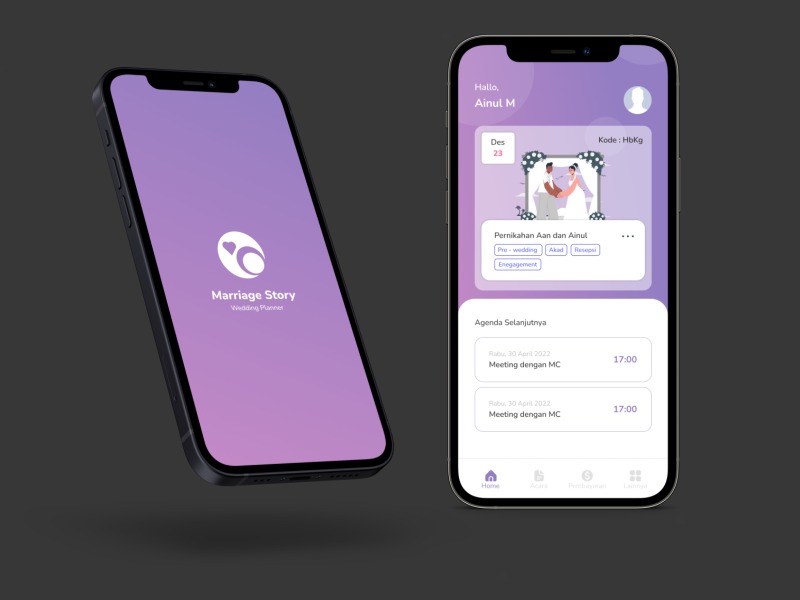 Marriage Story
Wedding Planner
Hallo,
Ainul M
Des
23
Kode : HbKg
Pernikahan Aan dan Ainul
...
Pre - wedding
Akad
Resepsi
Enegagement
Agenda Selanjutnya
Rabu, 30 April 2022
Meeting dengan MC
17:00
Rabu, 30 April 2022
Meeting dengan MC
17:00
Home
Acara
Pembayaran
Lainnya